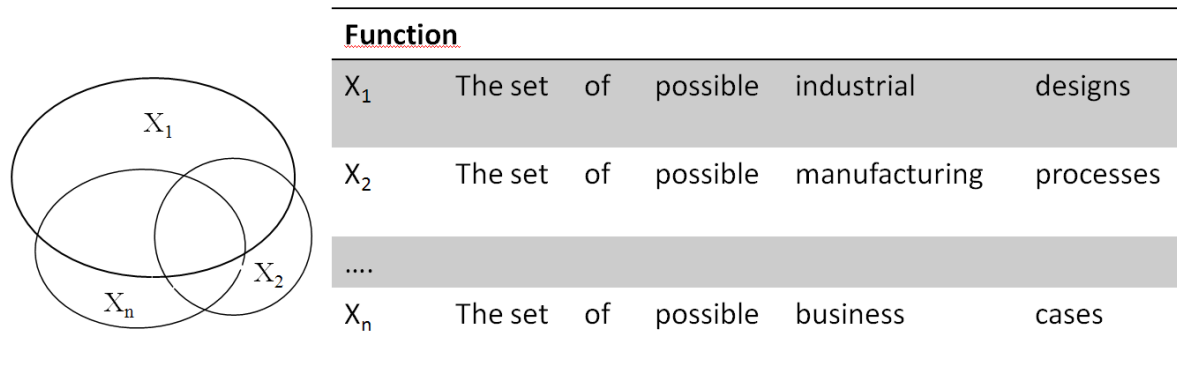 X₁
X₂
Xₙ
Function
X₁ The set of possible industrial designs
X₂ The set of possible manufacturing processes
....
Xₙ The set of possible business cases